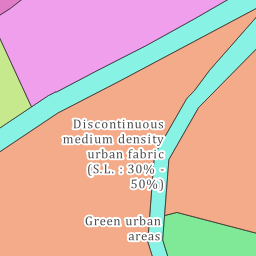 Discontinuous
medium density
urban fabric
(S.L. : 30% -
50%)
Green urban
areas